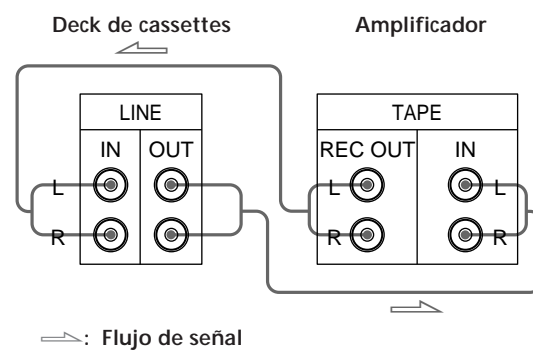 Deck de cassettes
Amplificador
LINE
TAPE
IN
OUT
REC OUT
IN
L
L
L
R
R
R
: Flujo de señal